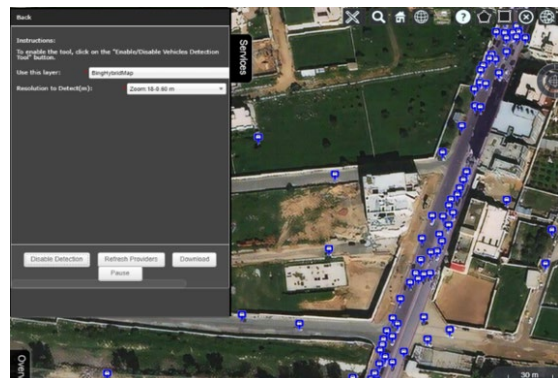 Back
Instructions:
To enable the tool, click on the "Enable/Disable Vehicles Detection
Tool" button.
Use this layer: BingHybridMap
Resolution to Detect(m): Zoom 18-0.60 m
Disable Detection Refresh Providers Download
Pause
Services
Overv
?
30 m